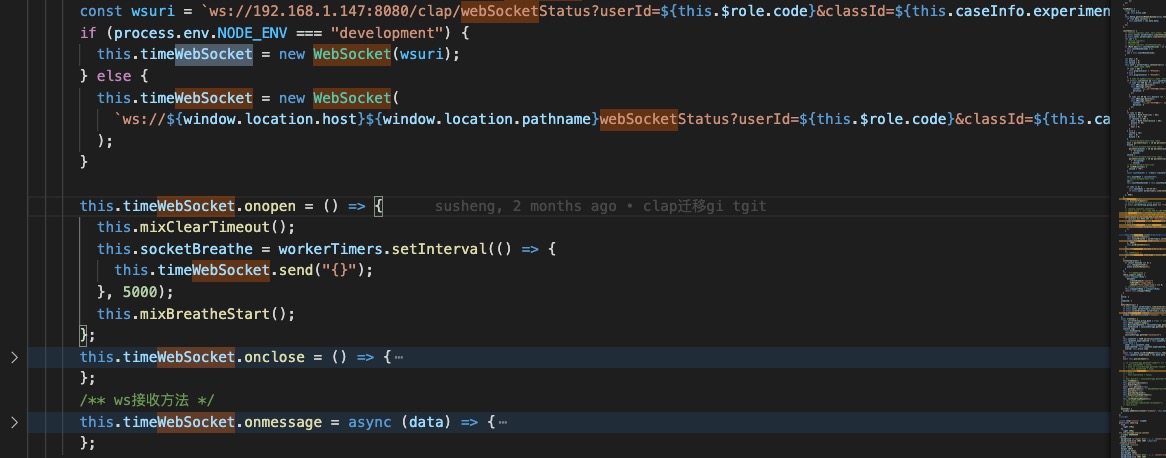 const wsuri = `ws://192.168.1.147:8080/clap/webSocketStatus?userId=${this.$role.code}&classId=${this.caseInfo.experimen
if (process.env.NODE_ENV === "development") {
this.timeWebSocket = new WebSocket(wsuri);
} else {
this.timeWebSocket = new WebSocket(
`ws://${window.location.host}${window.location.pathname}webSocketStatus?userId=${this.$role.code}&classId=${this.ca
);
}
this.timeWebSocket.onopen = () => { susheng, 2 months ago • clap迁移gi tgit
this.mixClearTimeout();
this.socketBreathe = workerTimers.setInterval(() => {
this.timeWebSocket.send("{}");
}, 5000);
this.mixBreatheStart();
};
this.timeWebSocket.onclose = () => {⋯
};
/** ws接收方法 */
this.timeWebSocket.onmessage = async (data) => {⋯
};